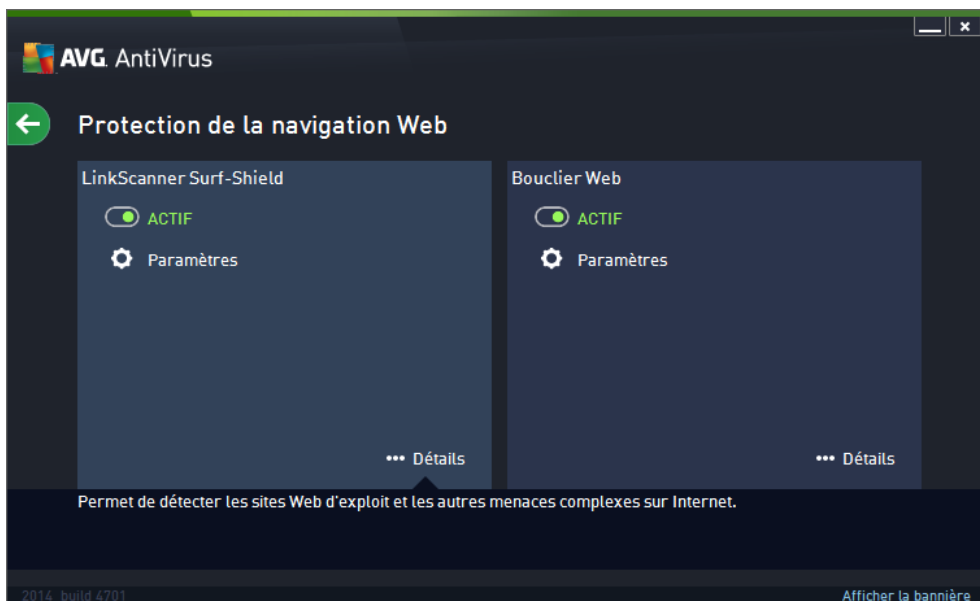 AVG. AntiVirus
Protection de la navigation Web
LinkScanner Surf-Shield
ACTIF
Paramètres
••• Détails
Bouclier Web
ACTIF
Paramètres
••• Détails
Permet de détecter les sites Web d'exploit et les autres menaces complexes sur Internet.
2014 build 4701
Afficher la bannière